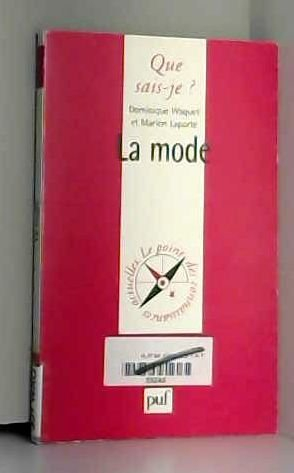 Que
sais-je ?
Dominique Waquet
et Marion Laporte
La mode
Le point des connaissances
actuelles
puf